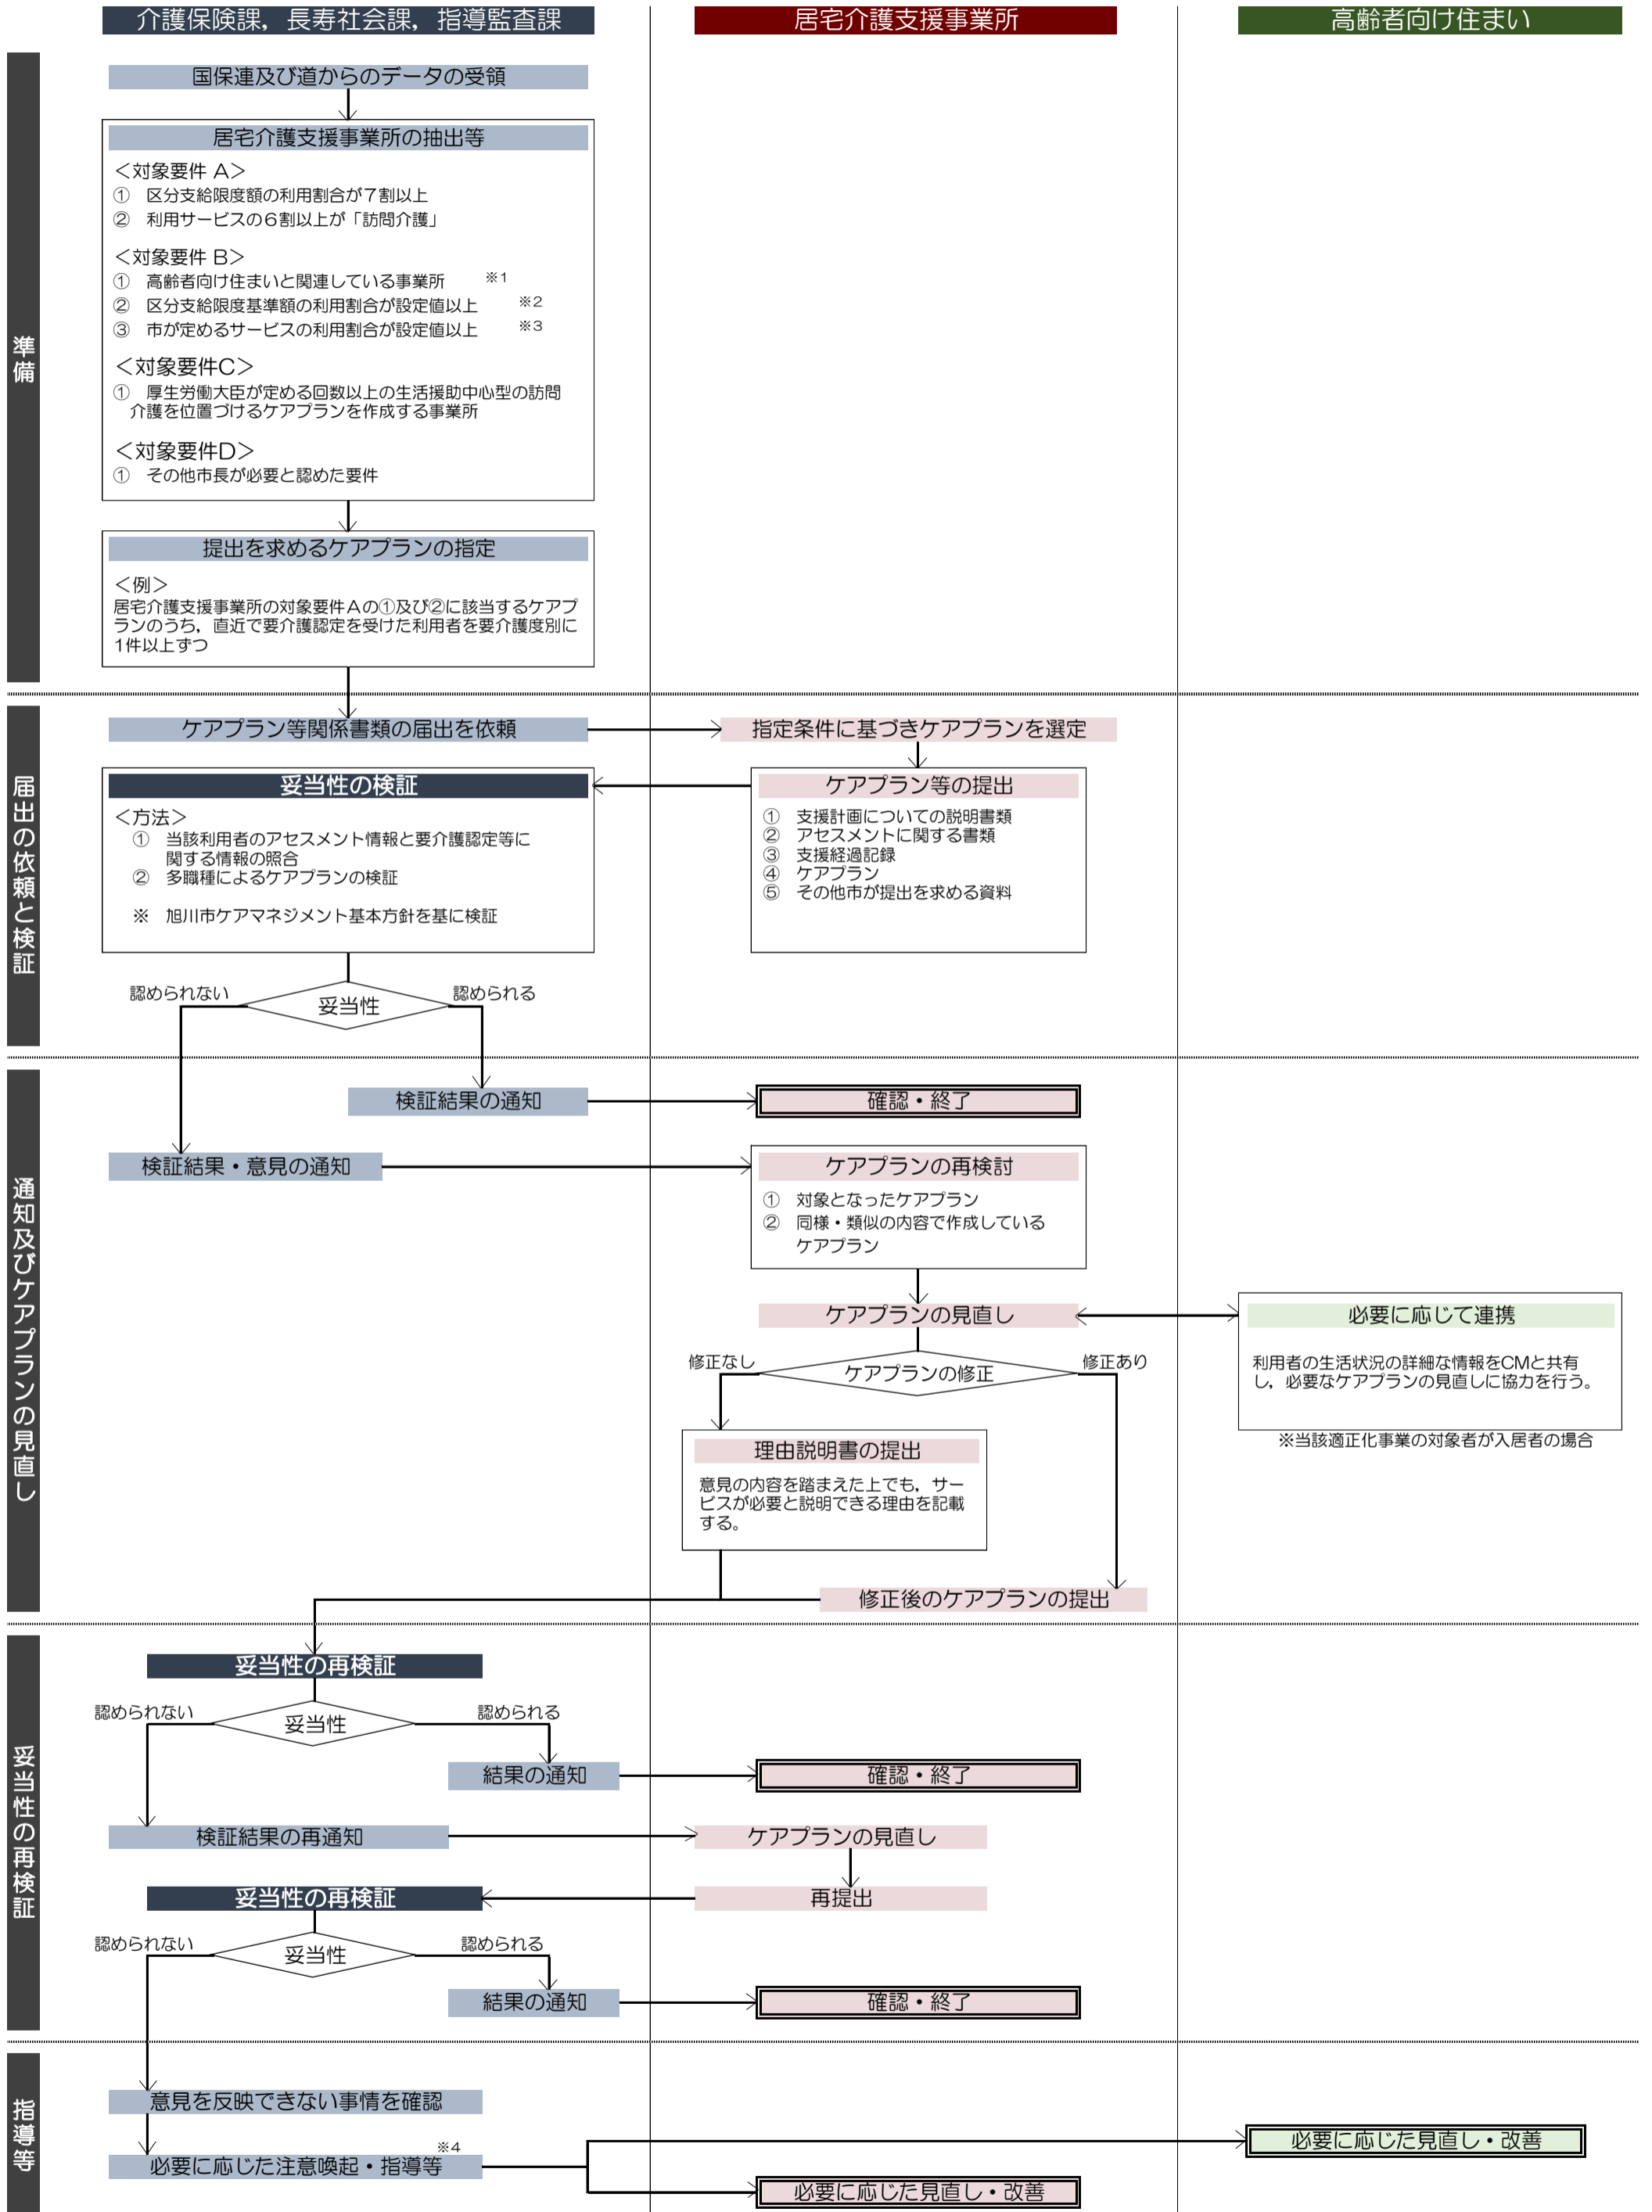 介護保険課，長寿社会課，指導監査課
居宅介護支援事業所
高齢者向け住まい
準備
国保連及び道からのデータの受領
居宅介護支援事業所の抽出等
＜対象要件 A＞
① 区分支給限度額の利用割合が７割以上
② 利用サービスの６割以上が「訪問介護」
＜対象要件 B＞
① 高齢者向け住まいと関連している事業所 ※1
② 区分支給限度基準額の利用割合が設定値以上 ※2
③ 市が定めるサービスの利用割合が設定値以上 ※3
＜対象要件C＞
① 厚生労働大臣が定める回数以上の生活援助中心型の訪問
介護を位置づけるケアプランを作成する事業所
＜対象要件D＞
① その他市長が必要と認めた要件
提出を求めるケアプランの指定
＜例＞
居宅介護支援事業所の対象要件Aの①及び②に該当するケアプ
ランのうち，直近で要介護認定を受けた利用者を要介護度別に
1件以上ずつ
届出の依頼と検証
ケアプラン等関係書類の届出を依頼
指定条件に基づきケアプランを選定
妥当性の検証
＜方法＞
① 当該利用者のアセスメント情報と要介護認定等に
関する情報の照合
② 多職種によるケアプランの検証
※ 旭川市ケアマネジメント基本方針を基に検証
ケアプラン等の提出
① 支援計画についての説明書類
② アセスメントに関する書類
③ 支援経過記録
④ ケアプラン
⑤ その他市が提出を求める資料
認められない
妥当性
認められる
通知及びケアプランの見直し
検証結果の通知
確認・終了
検証結果・意見の通知
ケアプランの再検討
① 対象となったケアプラン
② 同様・類似の内容で作成している
ケアプラン
ケアプランの見直し
必要に応じて連携
利用者の生活状況の詳細な情報をCMと共有
し，必要なケアプランの見直しに協力を行う。
※当該適正化事業の対象者が入居者の場合
修正なし
ケアプランの修正
修正あり
理由説明書の提出
意見の内容を踏まえた上でも，サー
ビスが必要と説明できる理由を記載
する。
修正後のケアプランの提出
妥当性の再検証
妥当性の再検証
認められない
妥当性
認められる
結果の通知
確認・終了
検証結果の再通知
ケアプランの見直し
妥当性の再検証
再提出
認められない
妥当性
認められる
結果の通知
確認・終了
指導等
意見を反映できない事情を確認
必要に応じた注意喚起・指導等 ※4
必要に応じた見直し・改善
必要に応じた見直し・改善